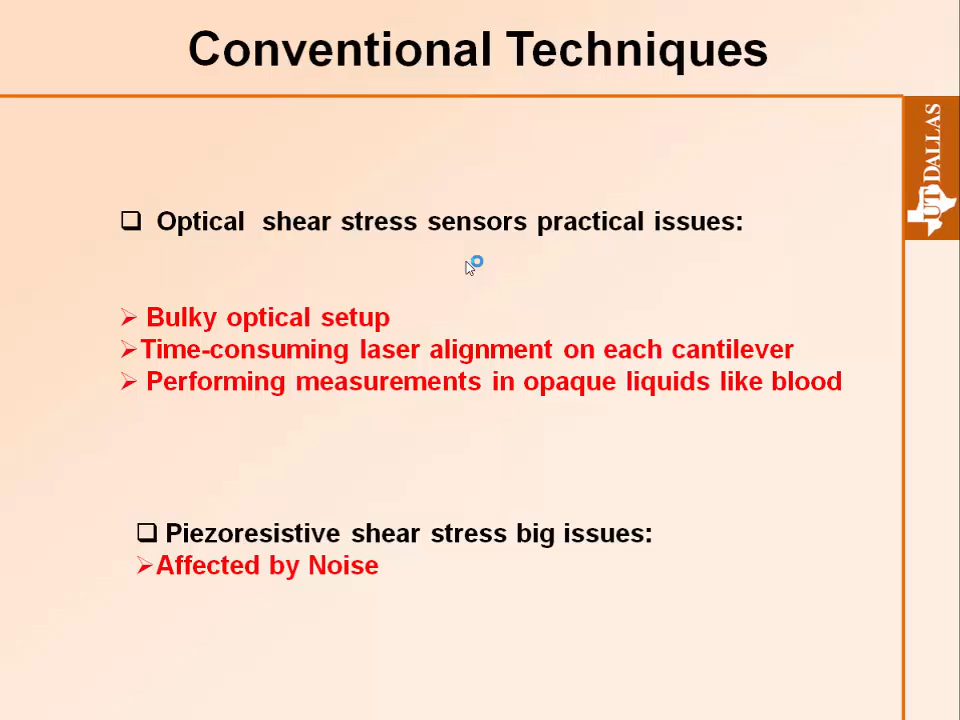 Conventional Techniques
UT DALLAS
Optical shear stress sensors practical issues:
Bulky optical setup
Time-consuming laser alignment on each cantilever
Performing measurements in opaque liquids like blood
Piezoresistive shear stress big issues:
Affected by Noise